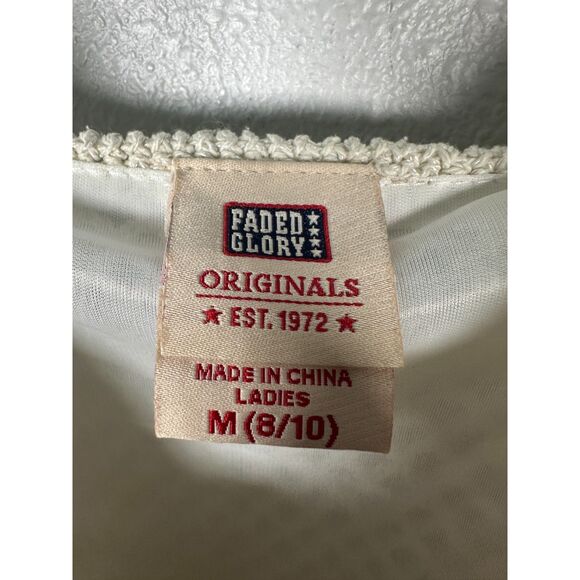 FADED
GLORY
ORIGINALS
★ EST. 1972 ★
MADE IN CHINA
LADIES
M (8/10)